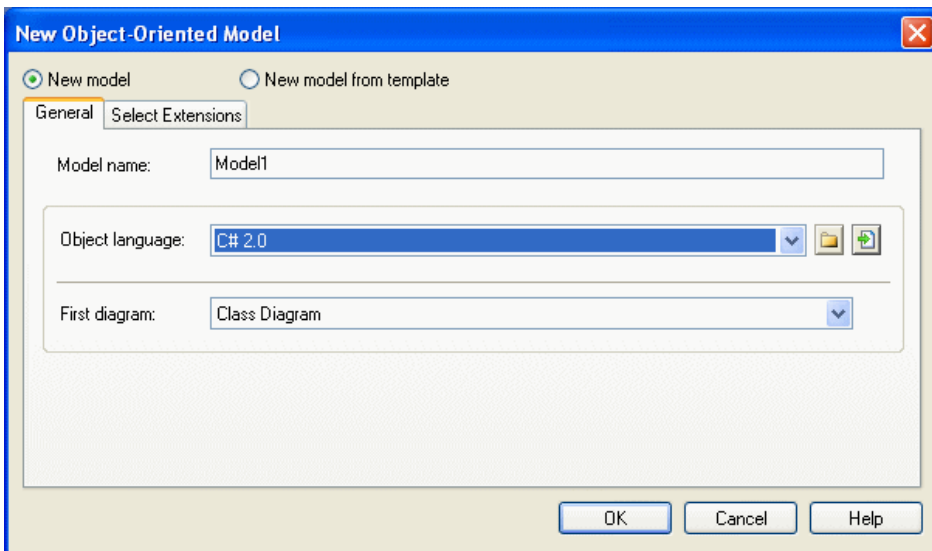 New Object-Oriented Model
New model New model from template
General Select Extensions
Model name: Model1
Object language: C# 2.0
First diagram: Class Diagram
OK Cancel Help